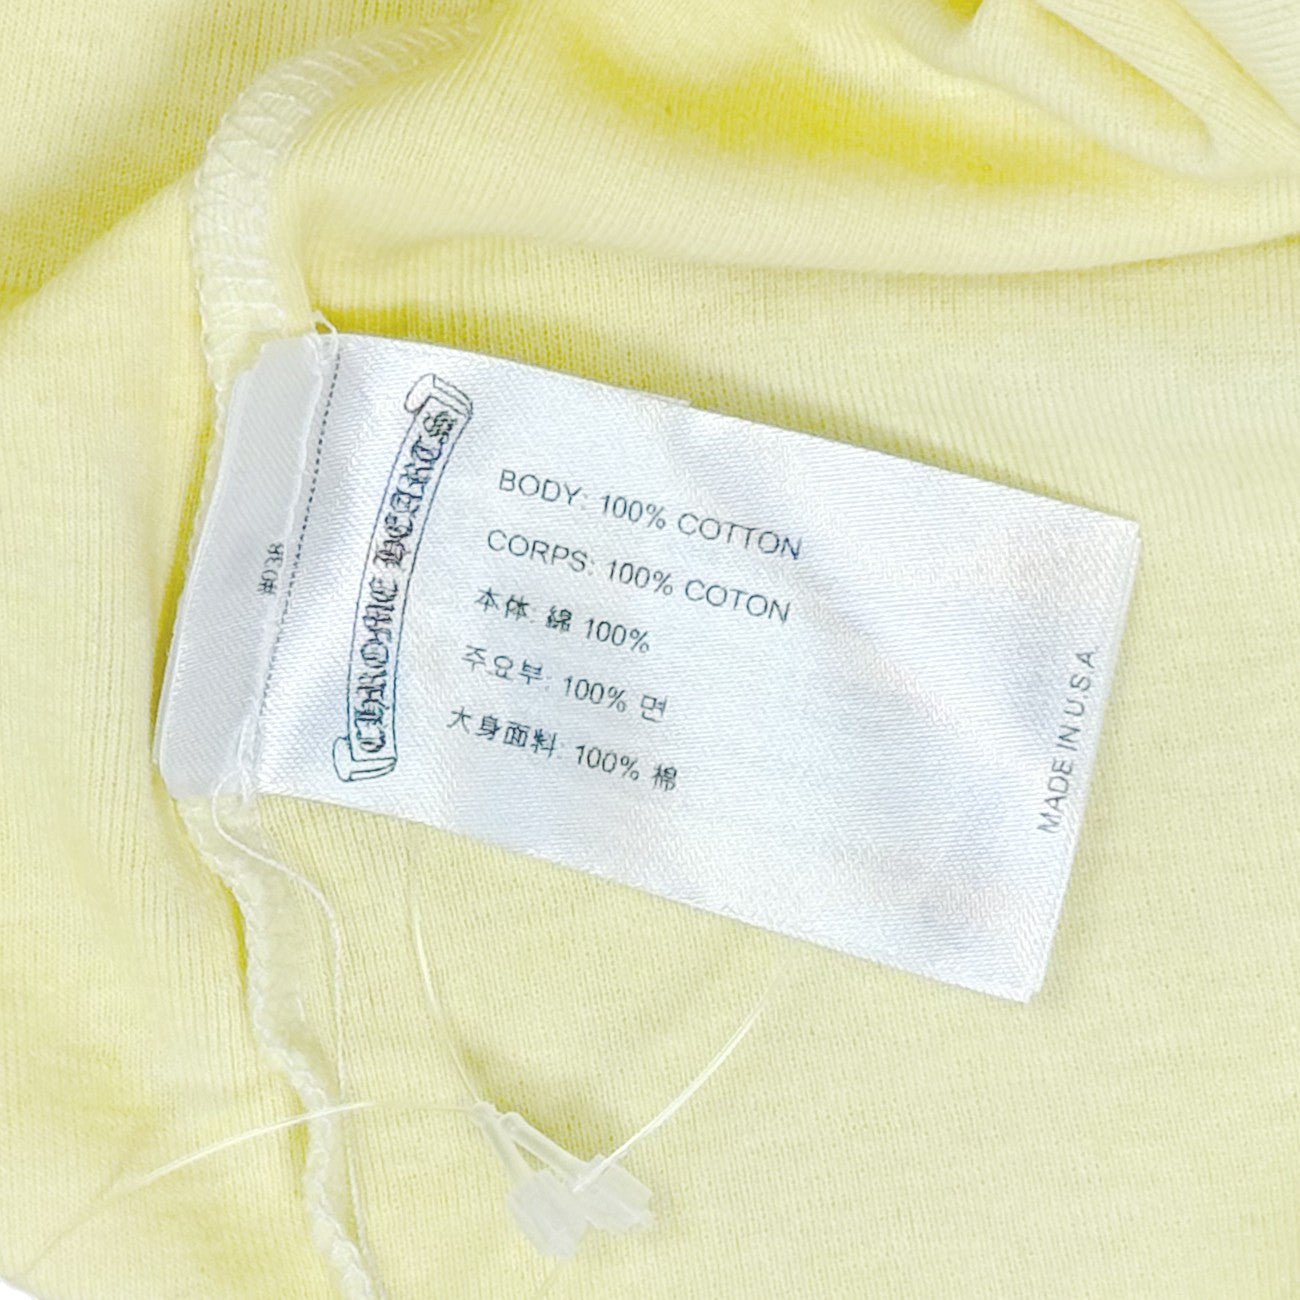 #038
CHROME HEARTS
BODY: 100% COTTON
CORPS: 100% COTON
本体: 綿 100%
주요부: 100% 면
大身面料: 100% 棉
MADE IN U.S.A.